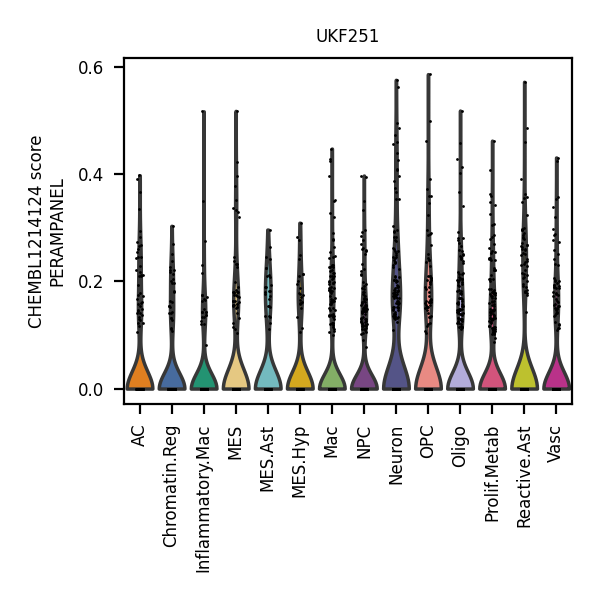 UKF251
CHEMBL1214124 score
PERAMPANEL
0.6
0.4
0.2
0.0
AC
Chromatin.Reg
Inflammatory.Mac
MES
MES.Ast
MES.Hyp
Mac
NPC
Neuron
OPC
Oligo
Prolif.Metab
Reactive.Ast
Vasc